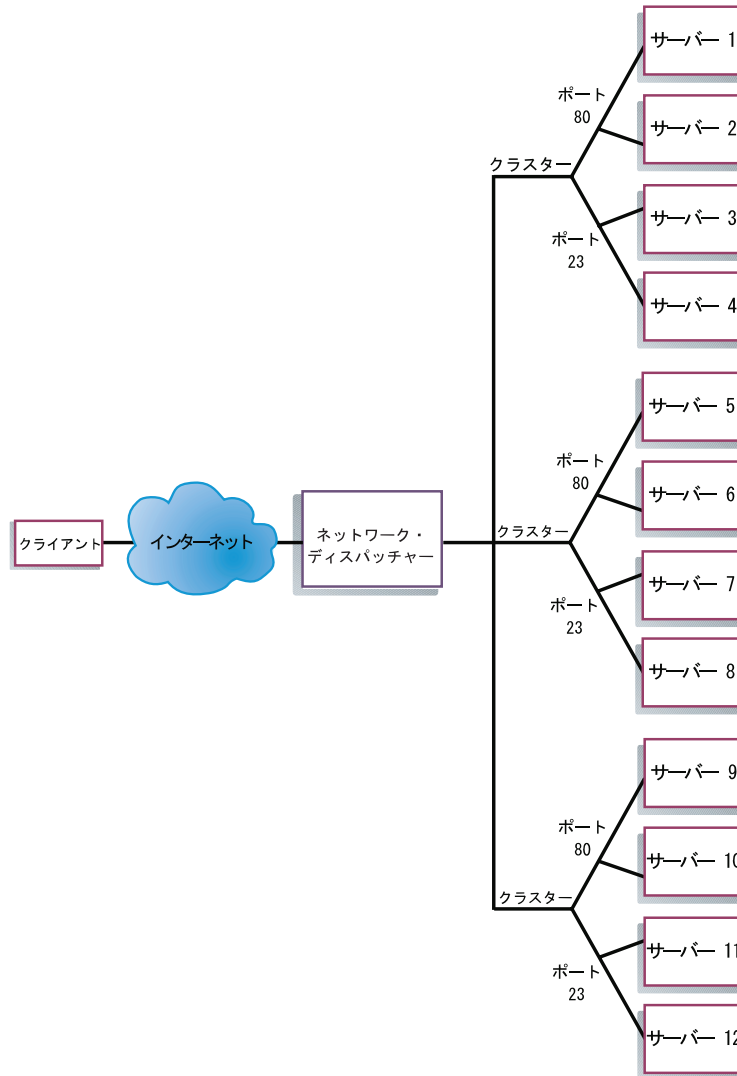 サーバー 1
ポート
80
サーバー 2
クラスター
サーバー 3
ポート
23
サーバー 4
サーバー 5
ポート
80
サーバー 6
クライアント
インターネット
ネットワーク・
ディスパッチャー
クラスター
サーバー 7
ポート
23
サーバー 8
サーバー 9
ポート
80
サーバー 10
クラスター
サーバー 11
ポート
23
サーバー 12